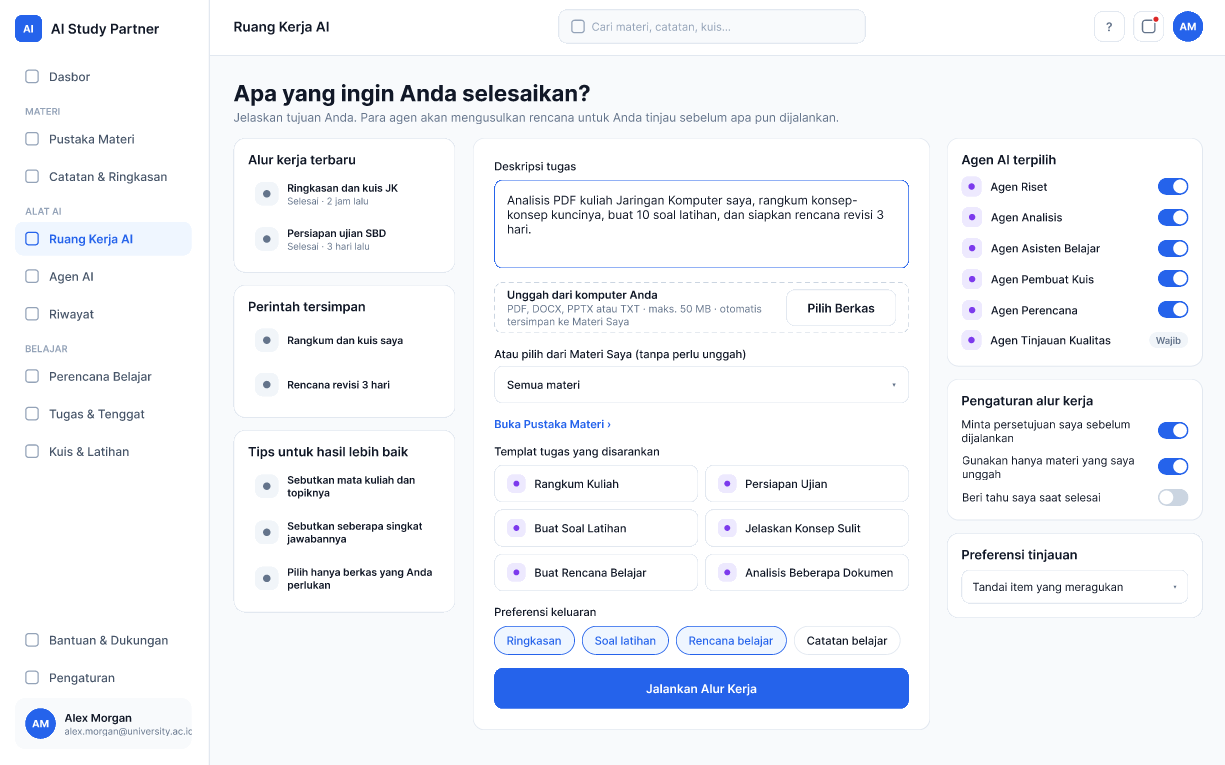 AI
AI Study Partner
Dasbor
MATERI
Pustaka Materi
Catatan & Ringkasan
ALAT AI
Ruang Kerja AI
Agen AI
Riwayat
BELAJAR
Perencana Belajar
Tugas & Tenggat
Kuis & Latihan
Bantuan & Dukungan
Pengaturan
AM
Alex Morgan
alex.morgan@university.ac.id
Ruang Kerja AI
Cari materi, catatan, kuis...
?
AM
Apa yang ingin Anda selesaikan?
Jelaskan tujuan Anda. Para agen akan mengusulkan rencana untuk Anda tinjau sebelum apa pun dijalankan.
Alur kerja terbaru
Ringkasan dan kuis JK
Selesai · 2 jam lalu
Persiapan ujian SBD
Selesai · 3 hari lalu
Perintah tersimpan
Rangkum dan kuis saya
Rencana revisi 3 hari
Tips untuk hasil lebih baik
Sebutkan mata kuliah dan
topiknya
Sebutkan seberapa singkat
jawabannya
Pilih hanya berkas yang Anda
perlukan
Deskripsi tugas
Analisis PDF kuliah Jaringan Komputer saya, rangkum konsep-
konsep kuncinya, buat 10 soal latihan, dan siapkan rencana revisi 3
hari.
Unggah dari komputer Anda
PDF, DOCX, PPTX atau TXT · maks. 50 MB · otomatis
tersimpan ke Materi Saya
Pilih Berkas
Atau pilih dari Materi Saya (tanpa perlu unggah)
Semua materi
Buka Pustaka Materi ›
Templat tugas yang disarankan
Rangkum Kuliah
Persiapan Ujian
Buat Soal Latihan
Jelaskan Konsep Sulit
Buat Rencana Belajar
Analisis Beberapa Dokumen
Preferensi keluaran
Ringkasan
Soal latihan
Rencana belajar
Catatan belajar
Jalankan Alur Kerja
Agen AI terpilih
Agen Riset
Agen Analisis
Agen Asisten Belajar
Agen Pembuat Kuis
Agen Perencana
Agen Tinjauan Kualitas
Wajib
Pengaturan alur kerja
Minta persetujuan saya sebelum
dijalankan
Gunakan hanya materi yang saya
unggah
Beri tahu saya saat selesai
Preferensi tinjauan
Tandai item yang meragukan